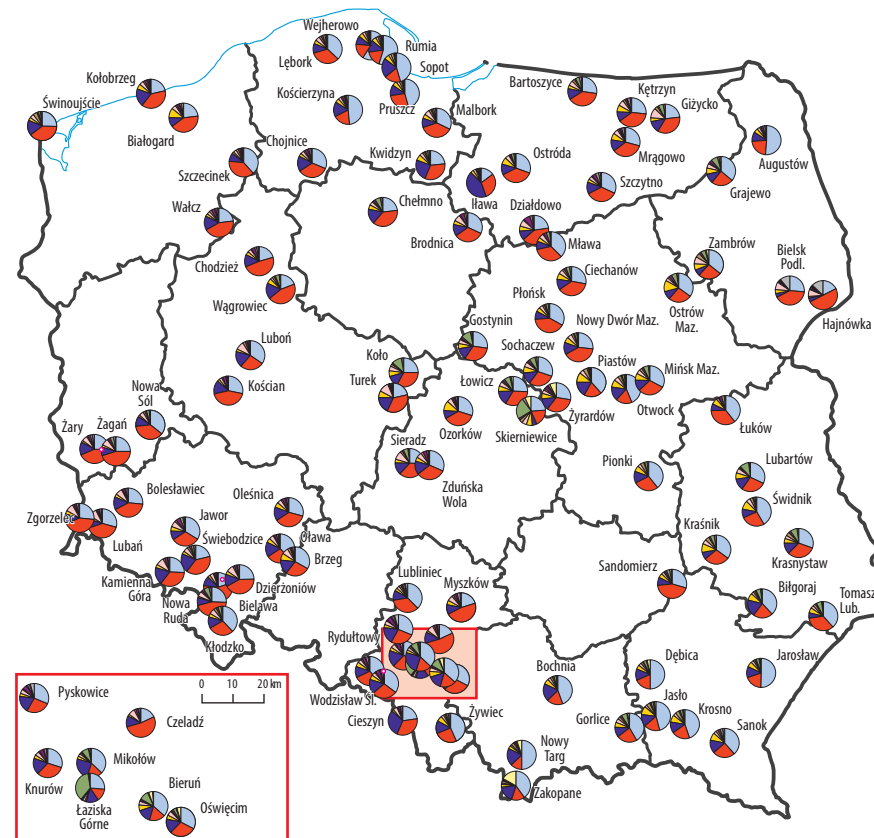 Wejherowo
Rumia
Lębork
Sopot
Kołobrzeg
Bartoszyce
Kętrzyn
Giżycko
Świnoujście
Kościerzyna
Pruszcz
Malbork
Białogard
Chojnice
Kwidzyn
Ostróda
Mrągowo
Augustów
Szczecinek
Iława
Szczytno
Grajewo
Chełmno
Działdowo
Wałcz
Brodnica
Mława
Zambrów
Bielsk
Podl.
Chodzież
Ciechanów
Wągrowiec
Płońsk
Ostrów
Maz.
Hajnówka
Gostynin
Nowy Dwór Maz.
Luboń
Sochaczew
Koło
Piastów
Mińsk Maz.
Turek
Łowicz
Kościan
Nowa
Sól
Żyrardów
Otwock
Ozorków
Skierniewice
Łuków
Żary
Żagań
Sieradz
Pionki
Lubartów
Zduńska
Wola
Bolesławiec
Oleśnica
Świdnik
Zgorzelec
Jawor
Lubań
Świebodzice
Oława
Kraśnik
Brzeg
Krasnystaw
Kamienna
Góra
Dzierżoniów
Lubliniec
Myszków
Sandomierz
Nowa
Ruda
Bielawa
Biłgoraj
Tomasz.
Lub.
Kłodzko
Rydułtowy
Wodzisław Śl.
Bochnia
Dębica
Jarosław
Pyskowice
0 10 20 km
Cieszyn
Żywiec
Gorlice
Jasło
Krosno
Sanok
Czeladź
Nowy
Targ
Knurów
Mikołów
Zakopane
Łaziska
Górne
Bieruń
Oświęcim